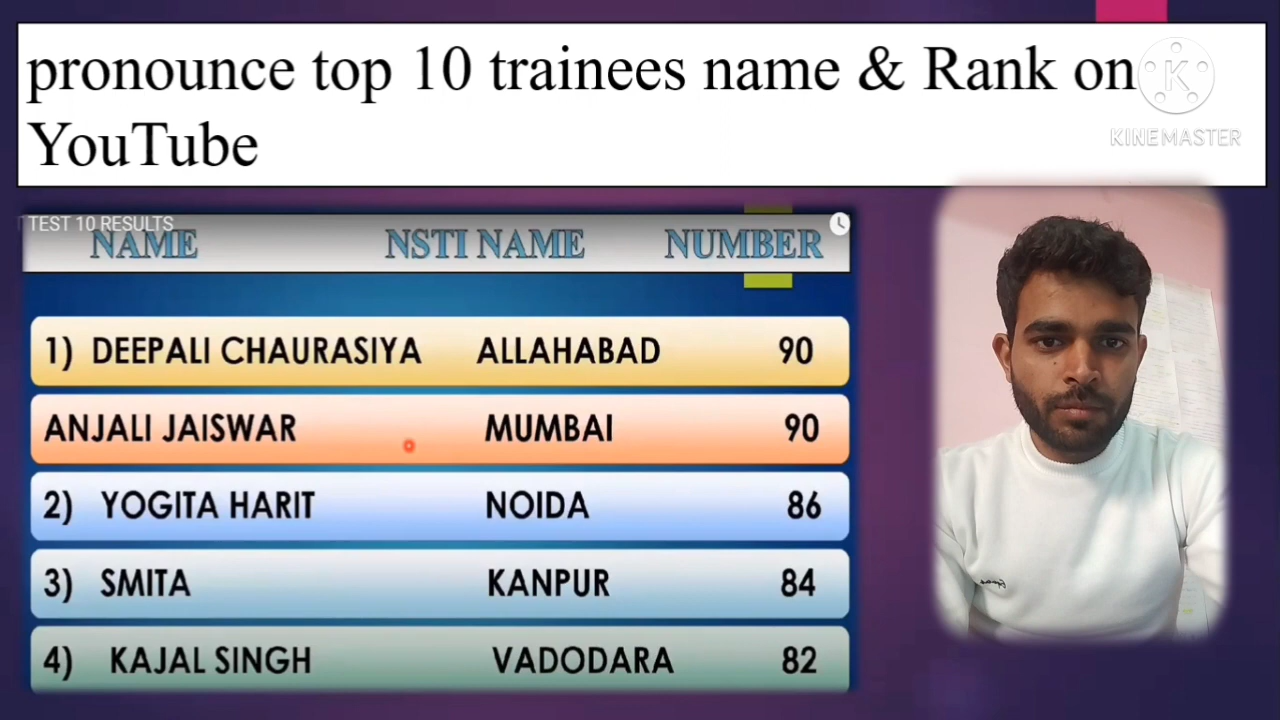 pronounce top 10 trainees name & Rank on
YouTube
K
KINEMASTER
TEST 10 RESULTS
NAME NSTI NAME NUMBER
1) DEEPALI CHAURASIYA ALLAHABAD 90
ANJALI JAISWAR MUMBAI 90
2) YOGITA HARIT NOIDA 86
3) SMITA KANPUR 84
4) KAJAL SINGH VADODARA 82